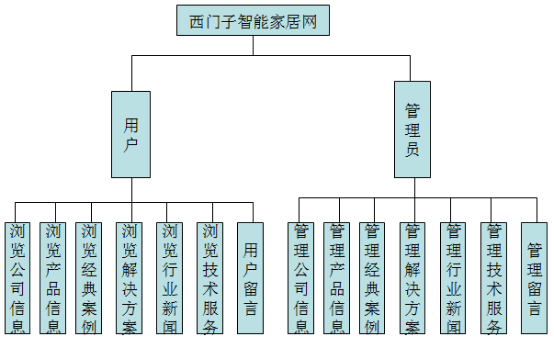 西门子智能家居网
用户
管理员
浏览公司信息
浏览产品信息
浏览经典案例
浏览解决方案
浏览行业新闻
浏览技术服务
用户留言
管理公司信息
管理产品信息
管理经典案例
管理解决方案
管理行业新闻
管理技术服务
管理留言